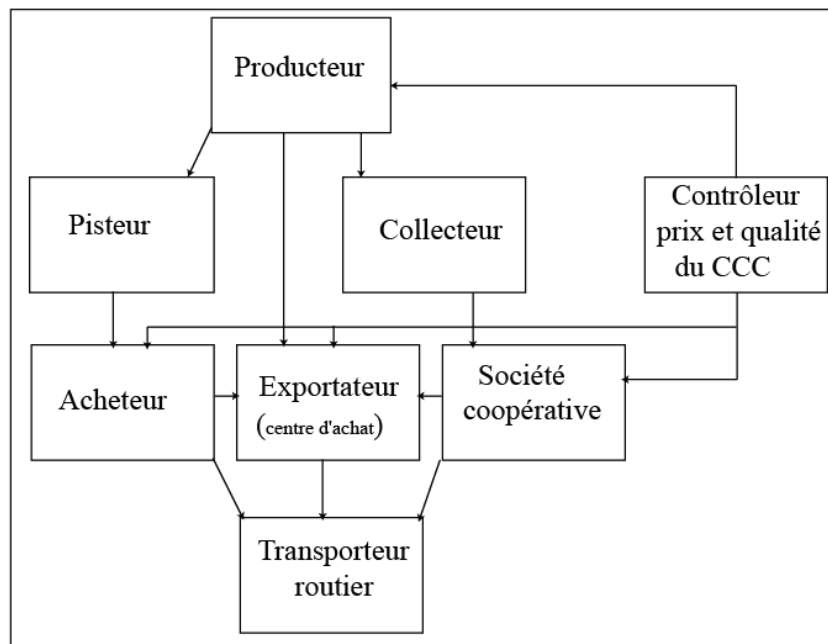 Producteur
Pisteur
Collecteur
Contrôleur
prix et qualité
du CCC
Acheteur
Exportateur
(centre d'achat)
Société
coopérative
Transporteur
routier